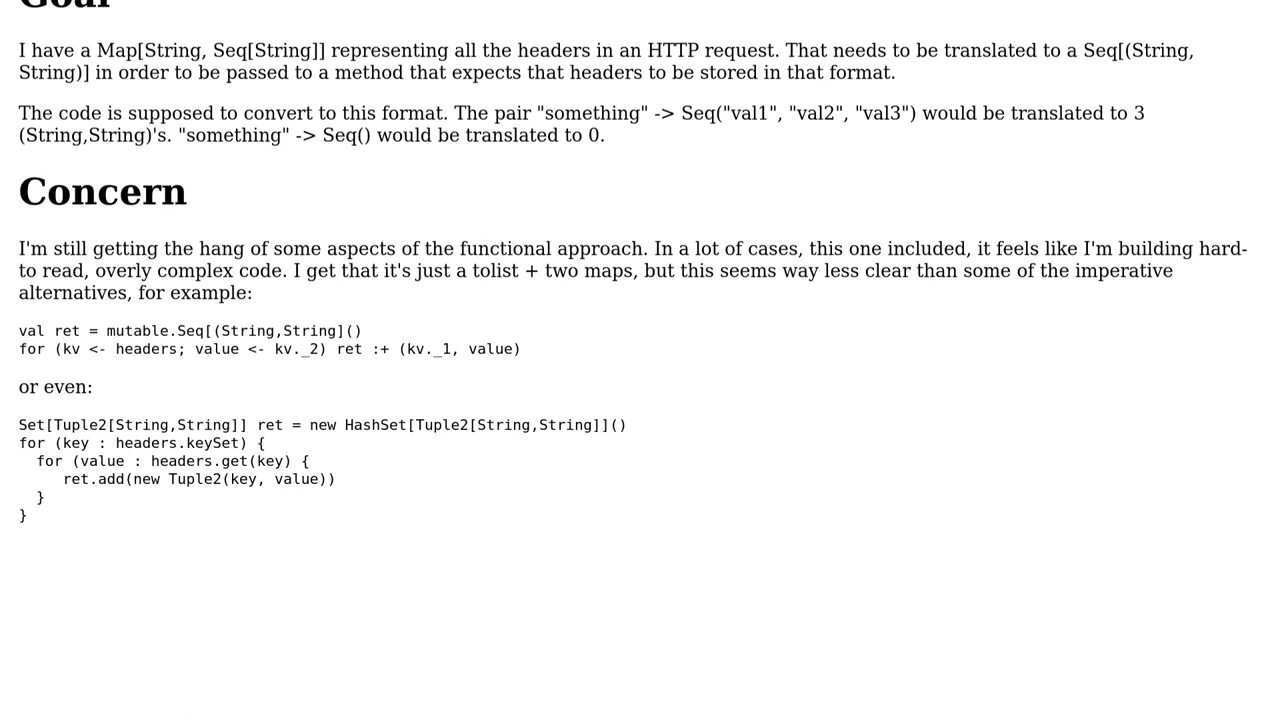 Goal
I have a Map[String, Seq[String]] representing all the headers in an HTTP request. That needs to be translated to a Seq[(String,
String)] in order to be passed to a method that expects that headers to be stored in that format.
The code is supposed to convert to this format. The pair "something" -> Seq("val1", "val2", "val3") would be translated to 3
(String,String)'s. "something" -> Seq() would be translated to 0.
Concern
I'm still getting the hang of some aspects of the functional approach. In a lot of cases, this one included, it feels like I'm building hard-
to read, overly complex code. I get that it's just a tolist + two maps, but this seems way less clear than some of the imperative
alternatives, for example:
val ret = mutable.Seq[(String,String]()
for (kv <- headers; value <- kv._2) ret :+ (kv._1, value)
or even:
Set[Tuple2[String,String]] ret = new HashSet[Tuple2[String,String]]()
for (key : headers.keySet) {
  for (value : headers.get(key) {
     ret.add(new Tuple2(key, value))
  }
}